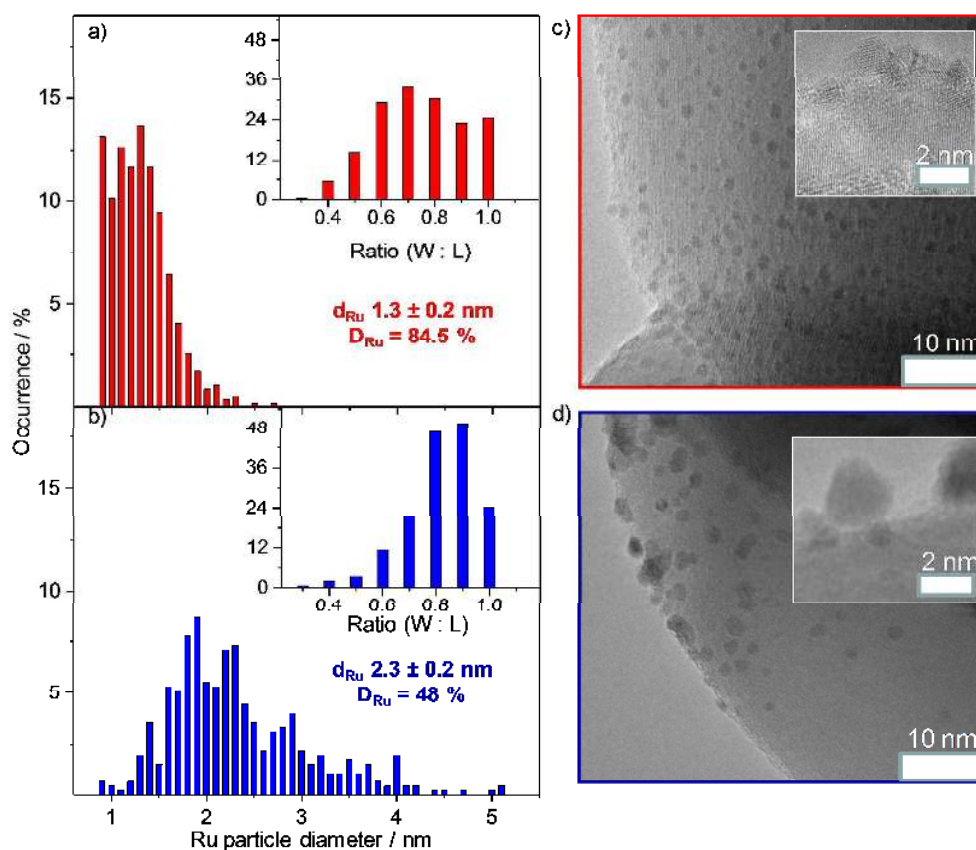 a)
48
36
24
12
0
0.4 0.6 0.8 1.0
Ratio (W : L)
15
10
5
d_Ru 1.3 ± 0.2 nm
D_Ru = 84.5 %
Occurrence / %
b)
48
36
24
12
0
0.4 0.6 0.8 1.0
Ratio (W : L)
15
10
5
d_Ru 2.3 ± 0.2 nm
D_Ru = 48 %
1 2 3 4 5
Ru particle diameter / nm
c)
2 nm
10 nm
d)
2 nm
10 nm